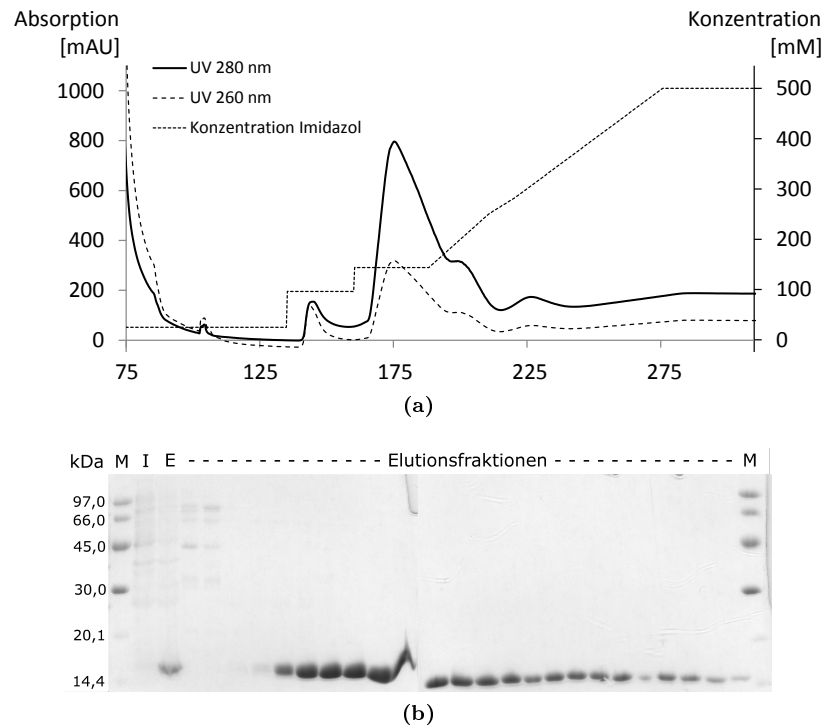 Absorption
[mAU]
Konzentration
[mM]
UV 280 nm
UV 260 nm
Konzentration Imidazol
1000
800
600
400
200
0
500
400
300
200
100
0
75 125 175 225 275
(a)
kDa M I E - - - - - - - - - - - - - - - - - Elutionsfraktionen - - - - - - - - - - - - - - - - M
97,0
66,0
45,0
30,0
20,1
14,4
(b)